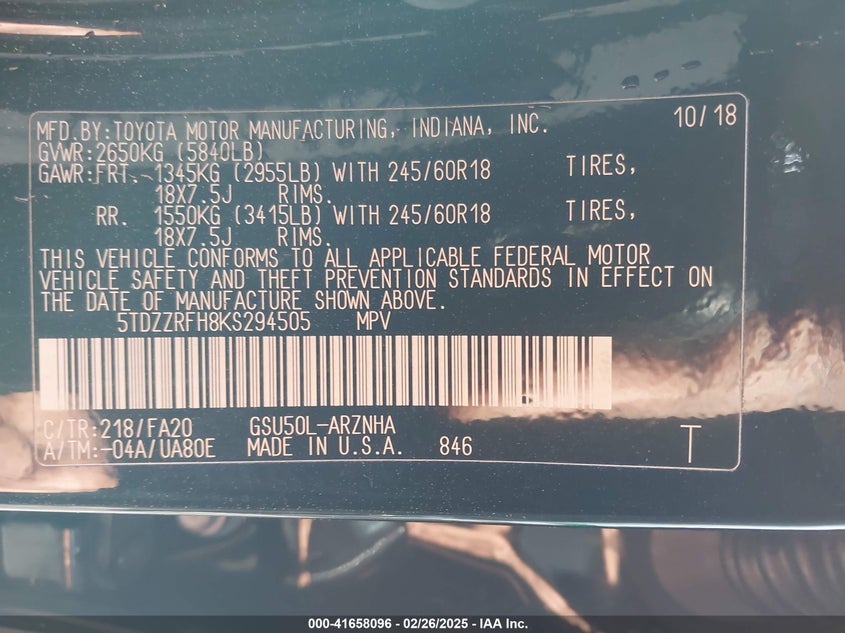 MFD.BY:TOYOTA MOTOR MANUFACTURING, INDIANA, INC. 10/18
GVWR:2650KG (5840LB)
GAWR:FRT. 1345KG (2955LB) WITH 245/60R18 TIRES,
18X7.5J RIMS.
RR. 1550KG (3415LB) WITH 245/60R18 TIRES,
18X7.5J RIMS.
THIS VEHICLE CONFORMS TO ALL APPLICABLE FEDERAL MOTOR
VEHICLE SAFETY AND THEFT PREVENTION STANDARDS IN EFFECT ON
THE DATE OF MANUFACTURE SHOWN ABOVE.
5TDZZRFH8KS294505 MPV
C/TR:218/FA20 GSU50L-ARZNHA
A/TM:-04A/UA80E MADE IN U.S.A. 846 T
000-41658096 - 02/26/2025 - IAA Inc.